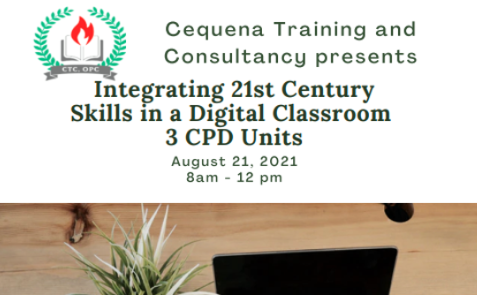 Cequena Training and
Consultancy presents
CTC, OPC
Integrating 21st Century
Skills in a Digital Classroom
3 CPD Units
August 21, 2021
8am - 12 pm